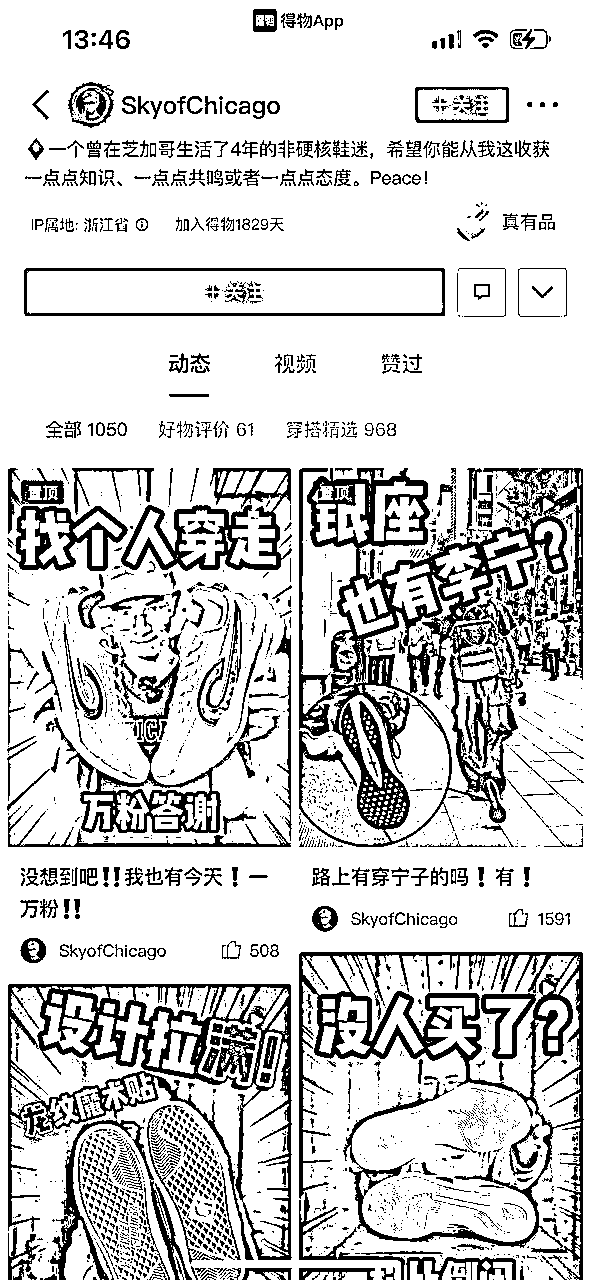 得物App
13:46
SkyofChicago
+关注
一个曾在芝加哥生活了4年的非硬核鞋迷，希望你能从我这收获
一点点知识、一点点共鸣或者一点点态度。Peace!
IP属地: 浙江省
加入得物1829天
真有品
+关注
动态
视频
赞过
全部 1050
好物评价 61
穿搭精选 968
置顶
找个人穿走
万粉答谢
没想到吧‼️我也有今天！一
万粉‼️
SkyofChicago
508
置顶
银座
也有李宁？
路上有穿宁子的吗！有！
SkyofChicago
1591
设计拉满!
龙纹魔术贴
没人买了？